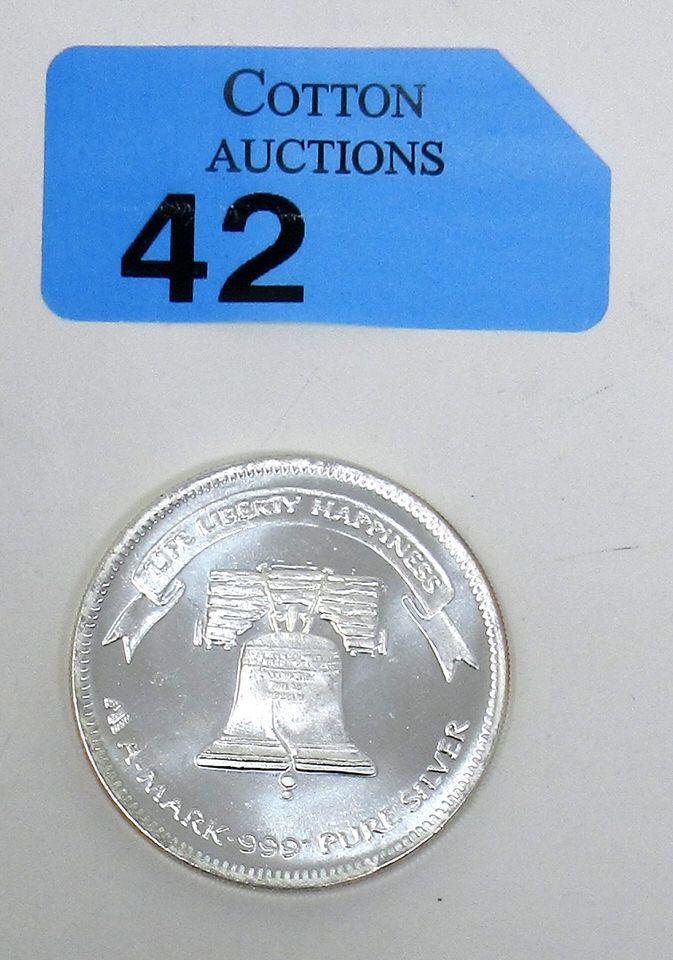 COTTON
AUCTIONS
42
LIFE LIBERTY HAPPINESS
A-MARK · 999+ PURE SILVER